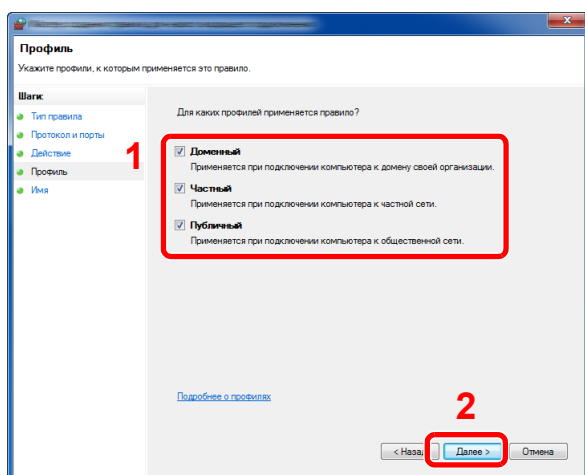 Профиль
Укажите профили, к которым применяется это правило.
Шаги:
Тип правила
Протокол и порты
Действие
Профиль
Имя
Для каких профилей применяется правило?
1
Доменный
Применяется при подключении компьютера к домену своей организации.
Частный
Применяется при подключении компьютера к частной сети.
Публичный
Применяется при подключении компьютера к общественной сети.
Подробнее о профилях
2
Далее > Отмена